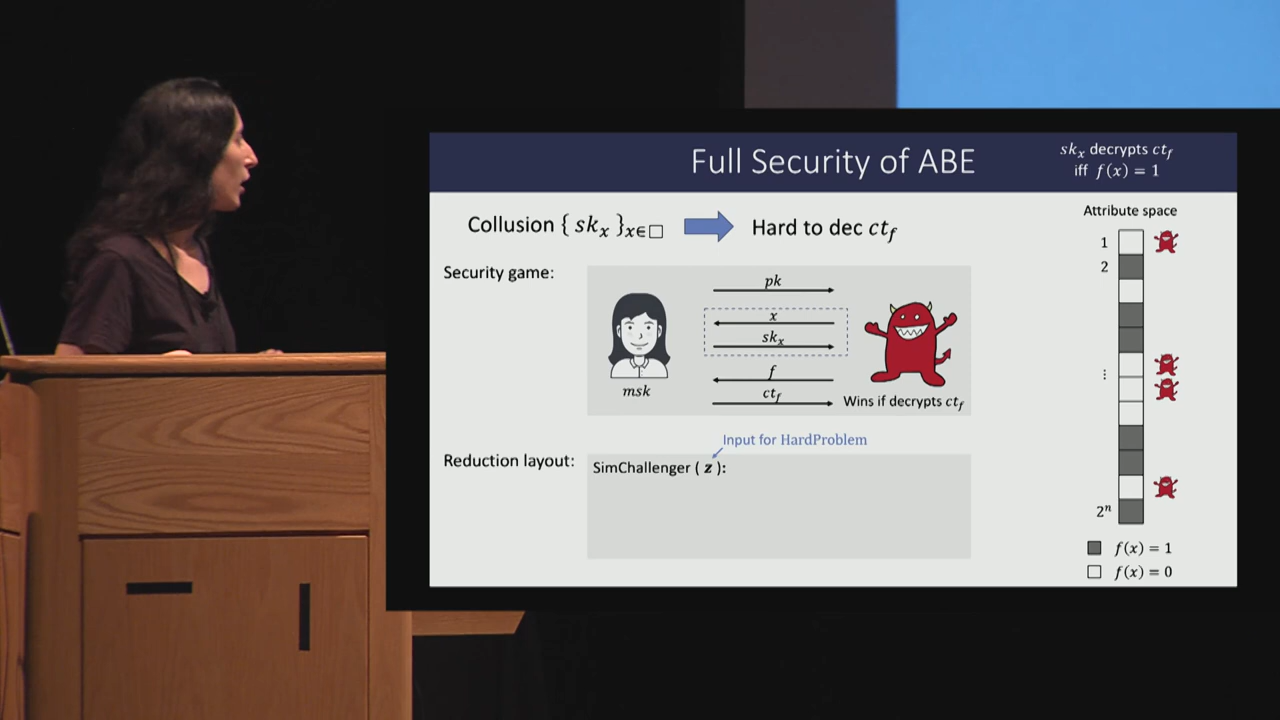 Full Security of ABE
sk_x decrypts ct_f
iff f(x) = 1
Collusion { sk_x }_{x∈□} Hard to dec ct_f
Attribute space
Security game:
pk
x
sk_x
f
ct_f
msk
Wins if decrypts ct_f
1
2
⋮
2^n
Input for HardProblem
Reduction layout:
SimChallenger ( z ):
f(x) = 1
f(x) = 0